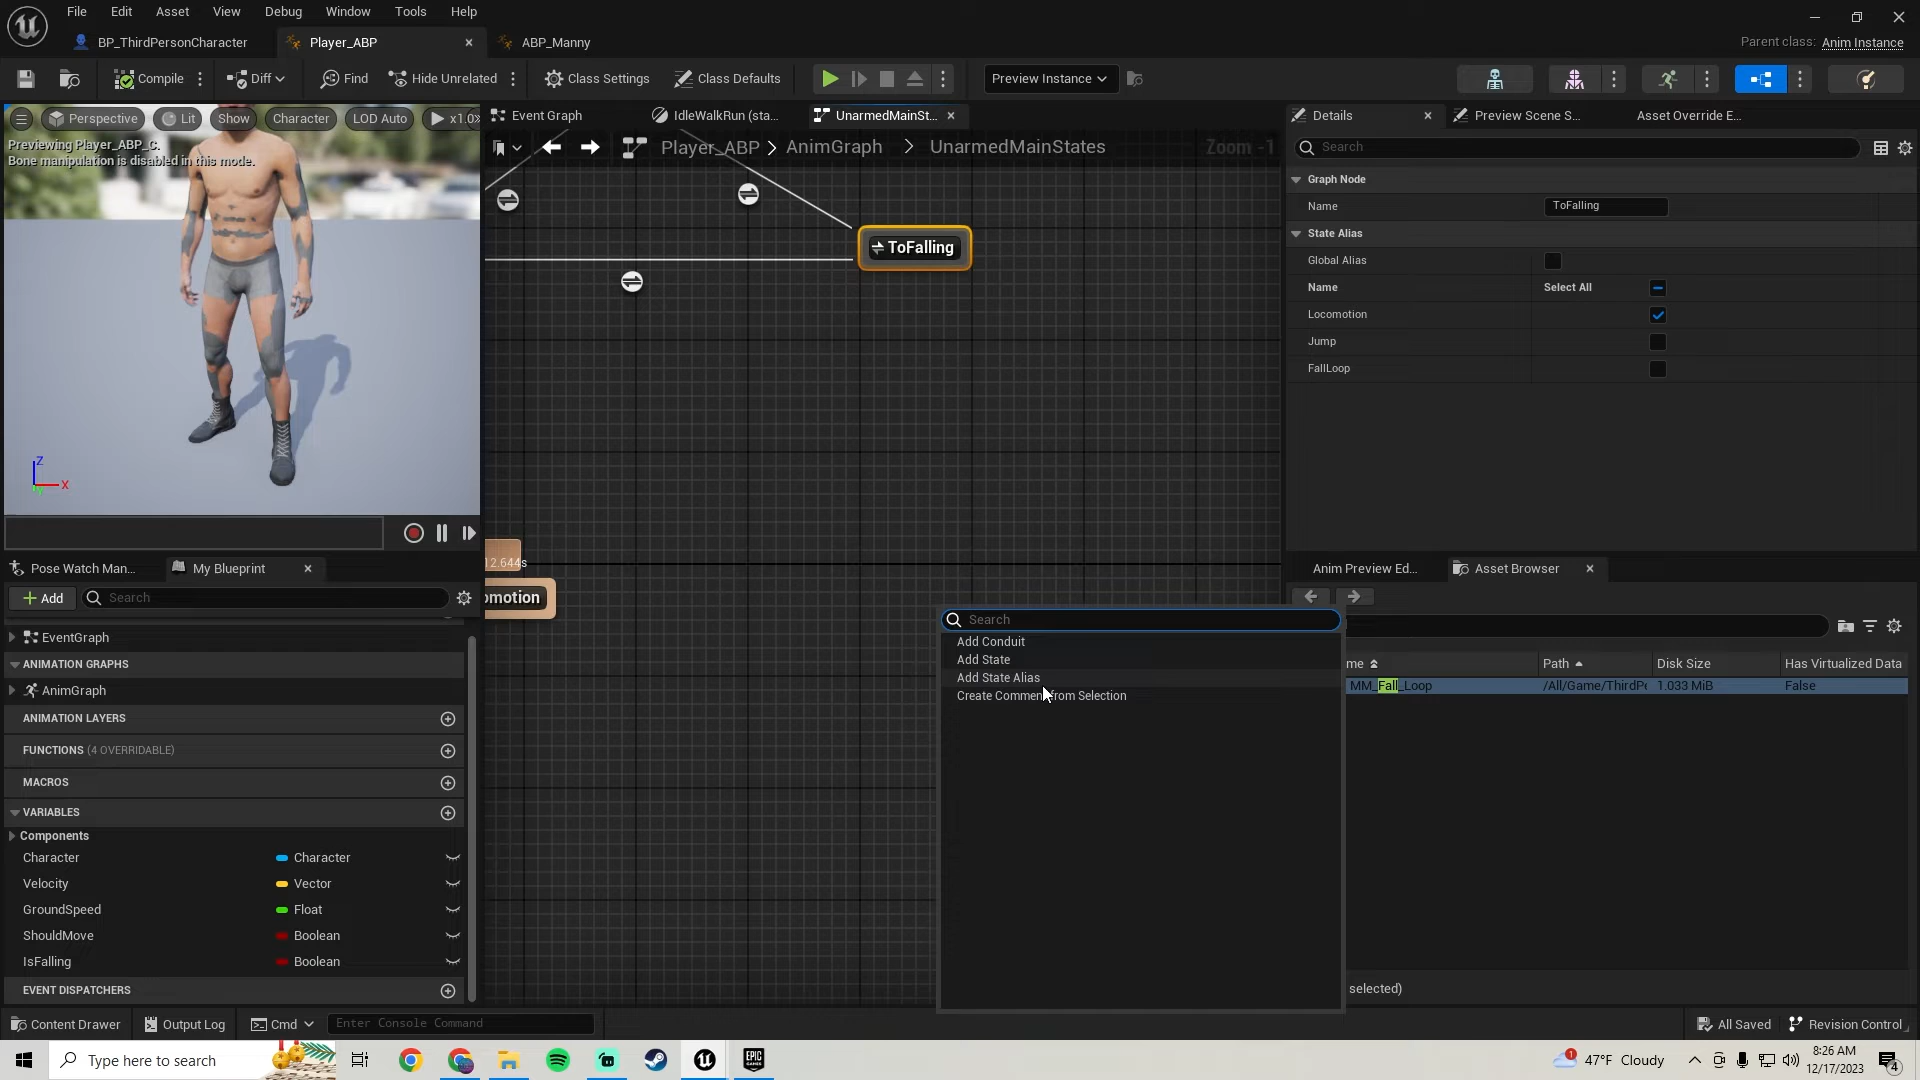 File Edit Asset View Debug Window Tools Help
BP_ThirdPersonCharacter Player_ABP ABP_Manny
Parent class: Anim Instance
Compile Diff Find Hide Unrelated Class Settings Class Defaults Preview Instance
Perspective Lit Show Character LOD Auto x1.0
Previewing Player_ABP_C.
Bone manipulation is disabled in this mode.
Z
X
Event Graph IdleWalkRun (sta... UnarmedMainSt...
Player_ABP > AnimGraph > UnarmedMainStates
Zoom -1
ToFalling
12.644s
omotion
Search
Add Conduit
Add State
Add State Alias
Create Comment from Selection
Details Preview Scene S... Asset Override E...
Search
Graph Node
Name ToFalling
State Alias
Global Alias
Name Select All
Locomotion
Jump
FallLoop
Anim Preview Ed... Asset Browser
me Path Disk Size Has Virtualized Data
MM_Fall_Loop /All/Game/ThirdPe 1.033 MiB False
selected)
Pose Watch Man... My Blueprint
Add Search
EventGraph
ANIMATION GRAPHS
AnimGraph
ANIMATION LAYERS
FUNCTIONS (4 OVERRIDABLE)
MACROS
VARIABLES
Components
Character Character
Velocity Vector
GroundSpeed Float
ShouldMove Boolean
IsFalling Boolean
EVENT DISPATCHERS
Content Drawer Output Log Cmd Enter Console Command
All Saved Revision Control
Type here to search
EPIC GAMES
1 47°F Cloudy
8:26 AM
12/17/2023
4